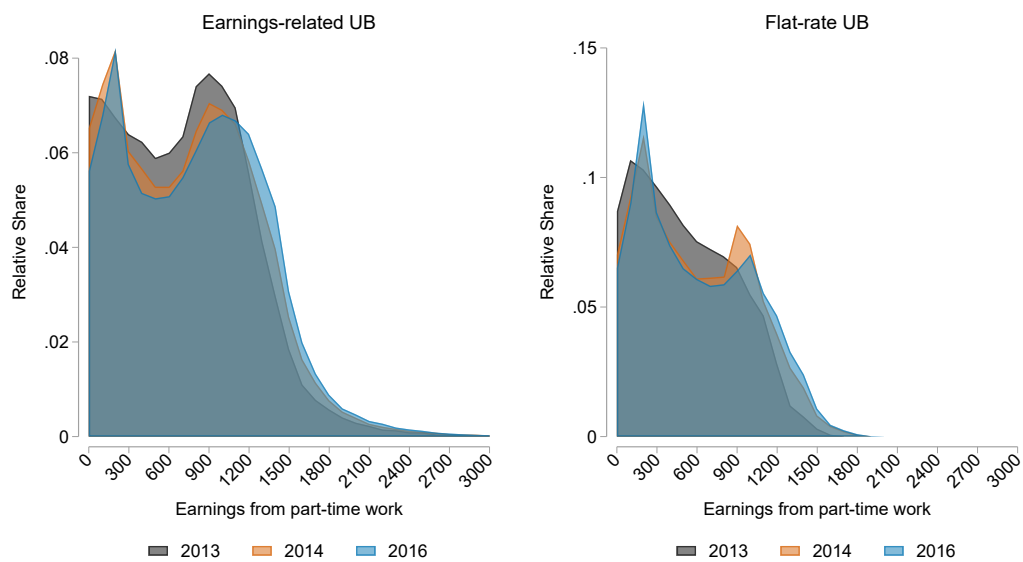 Earnings-related UB
Relative Share
.08
.06
.04
.02
0
0 300 600 900 1200 1500 1800 2100 2400 2700 3000
Earnings from part-time work
2013 2014 2016
Flat-rate UB
Relative Share
.15
.1
.05
0
0 300 600 900 1200 1500 1800 2100 2400 2700 3000
Earnings from part-time work
2013 2014 2016